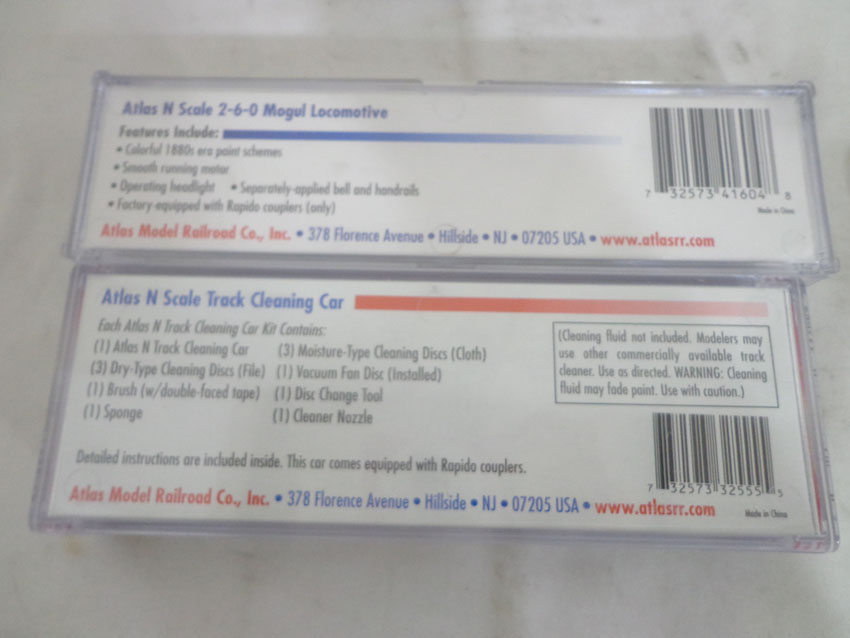 Atlas N Scale 2-6-0 Mogul Locomotive
Features Include:
• Colorful 1880s era paint schemes
• Smooth running motor
• Operating headlight • Separately-applied bell and handrails
• Factory-equipped with Rapido couplers (only)
7 32573 41604 8
Made in China
Atlas Model Railroad Co., Inc. • 378 Florence Avenue • Hillside • NJ • 07205 USA • www.atlasrr.com
Atlas N Scale Track Cleaning Car
Each Atlas N Track Cleaning Car Kit Contains:
(1) Atlas N Track Cleaning Car (3) Moisture-Type Cleaning Discs (Cloth)
(3) Dry-Type Cleaning Discs (File) (1) Vacuum Fan Disc (Installed)
(1) Brush (w/double-faced tape) (1) Disc Change Tool
(1) Sponge (1) Cleaner Nozzle
(Cleaning fluid not included. Modelers may
use other commercially available track
cleaner. Use as directed. WARNING: Cleaning
fluid may fade paint. Use with caution.)
Detailed instructions are included inside. This car comes equipped with Rapido couplers.
7 32573 32555 5
Atlas Model Railroad Co., Inc. • 378 Florence Avenue • Hillside • NJ • 07205 USA • www.atlasrr.com
Made in China